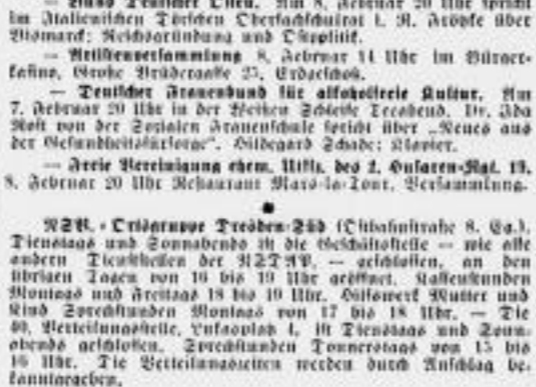 — Bund Deutscher Osten. Am 8. Februar 20 Uhr spricht
im Italienischen Dörfchen Oberfachschulrat i. R. Fröpke über
Bismarck: Reichsgründung und Ostpolitik.
— Artistenversammlung 8. Februar 11 Uhr im Bürger-
kasino, Große Brüdergasse 25, Erdgeschoß.
— Deutscher Frauenbund für alkoholfreie Kultur. Am
7. Februar 20 Uhr in der Weißen Schleife Teeabend. Dr. Ida
Rost von der Sozialen Frauenschule spricht über „Neues aus
der Gesundheitsfürsorge“. Hildegard Schade: Klavier.
— Freie Vereinigung ehem. Uffz. des 2. Husaren-Rgt. 19.
8. Februar 20 Uhr Restaurant Mars-la-Tour, Versammlung.
NSV.-Ortsgruppe Dresden-Süd (Ostbahnstraße 8, Eg.).
Dienstags und Sonnabends ist die Geschäftsstelle — wie alle
andern Dienststellen der NSDAP. — geschlossen, an den
übrigen Tagen von 16 bis 19 Uhr geöffnet. Kassenstunden
Montags und Freitags 18 bis 19 Uhr. Hilfswerk Mutter und
Kind Sprechstunden Montags von 17 bis 18 Uhr. — Die
Verteilungsstelle, Lukasplatz 4, ist Dienstags und Sonn-
abends geschlossen. Sprechstunden Donnerstags von 15 bis
16 Uhr. Die Verteilungszeiten werden durch Anschlag be-
kanntgegeben.